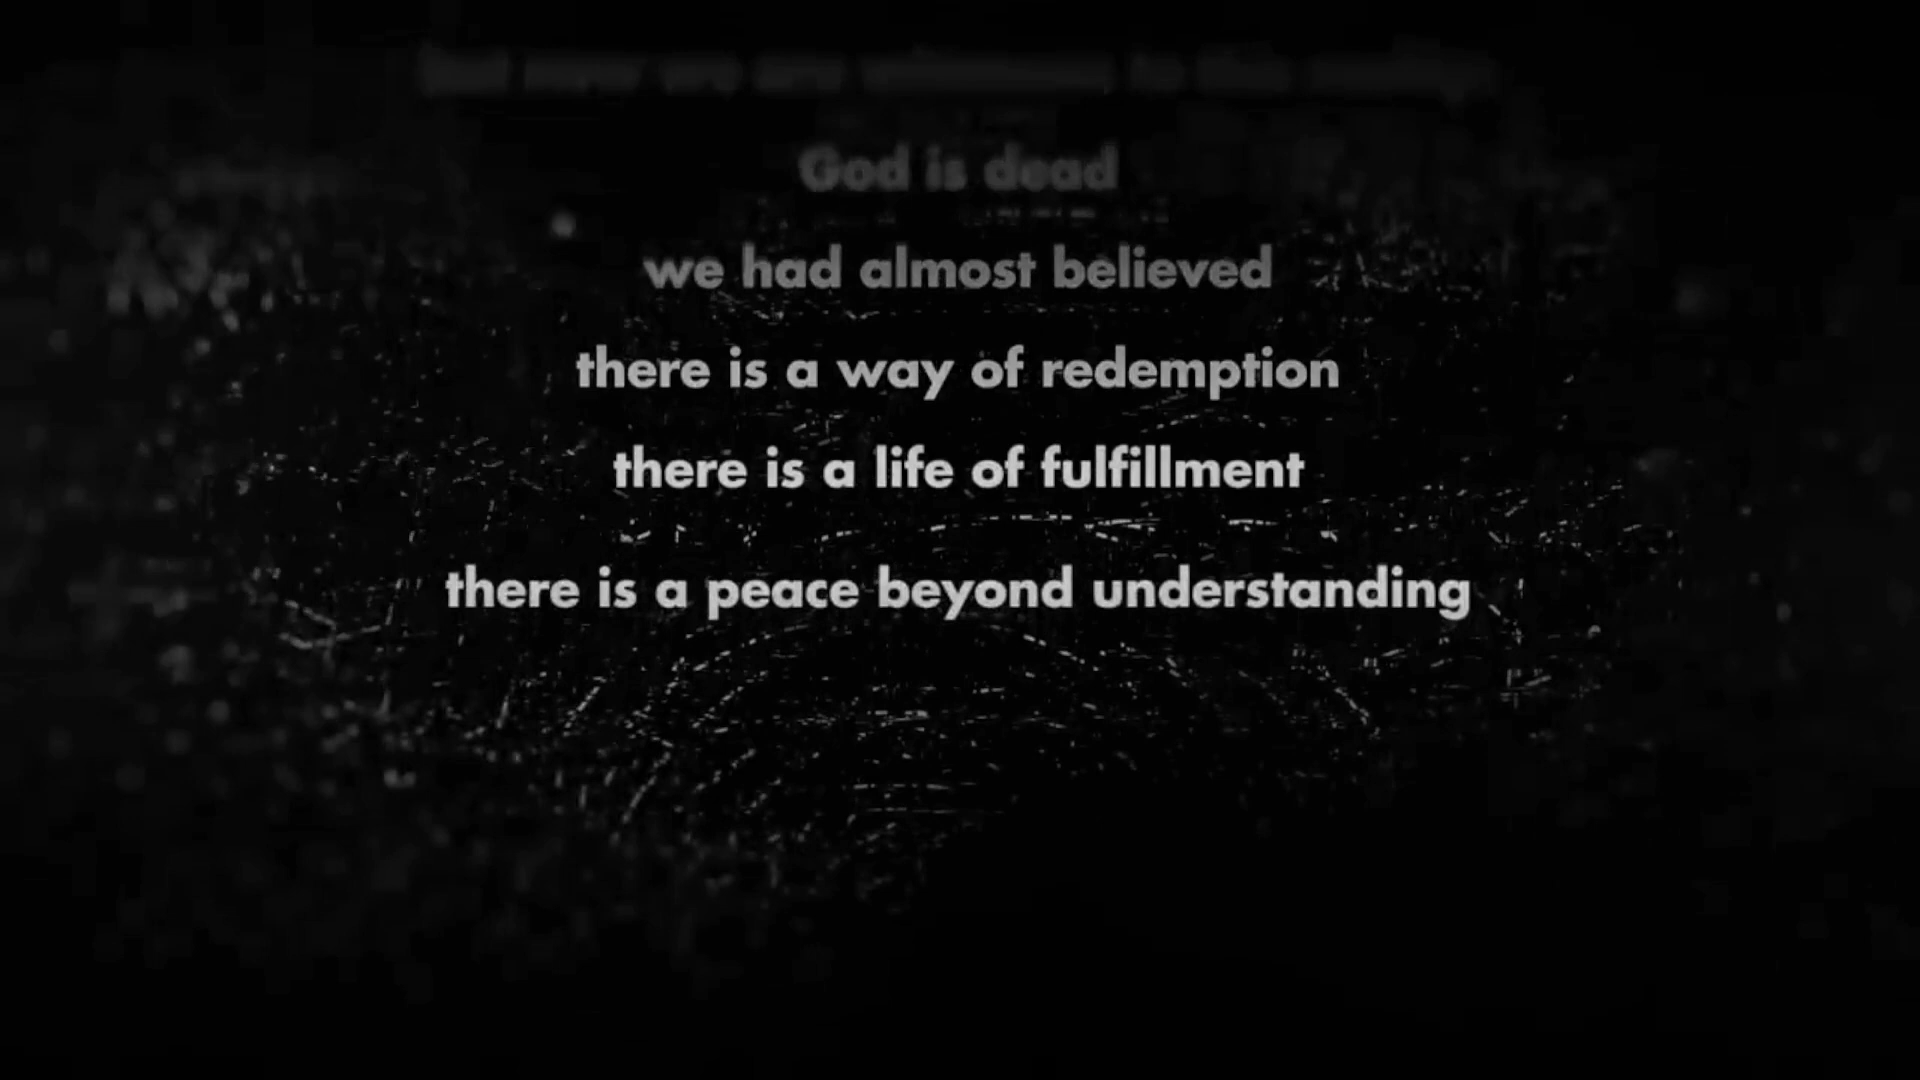 God is dead
we had almost believed
there is a way of redemption
there is a life of fulfillment
there is a peace beyond understanding